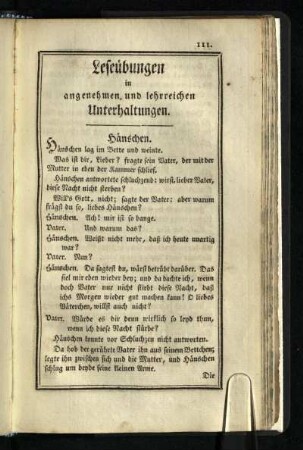 III.
Leseübungen
in
angenehmen, und lehrreichen
Unterhaltungen.
Hänschen.
Hänschen lag im Bette und weinte.
Was ist dir, Lieber? fragte sein Vater, der mit der
Mutter in eben der Kammer schlief.
Hänschen antwortete schluchzend: wirst, lieber Vater,
diese Nacht nicht sterben?
Wills Gott, nicht; sagte der Vater: aber warum
frägst du so, liebes Hänschen?
Hänschen. Ach! mir ist so bange.
Vater. Und warum das?
Hänschen. Weißt nicht mehr, daß ich heute unartig
war?
Vater. Nun?
Hänschen. Da sagtest du, wärst betrübt darüber. Das
fiel mir eben wieder bey; und da dachte ich, wenn
doch Vater nur nicht stirbt diese Nacht, daß
ichs Morgen wieder gut machen kann! O liebes
Väterchen, willst auch nicht?
Vater. Würde es dir denn wirklich so leyd thun,
wenn ich diese Nacht stürbe?
Hänschen konnte vor Schluchzen nicht antworten.
Da hob der gerührte Vater ihn aus seinem Bettchen;
legte ihn zwischen sich und die Mutter, und Hänschen
schlug um beyde seine kleinen Arme.
Die